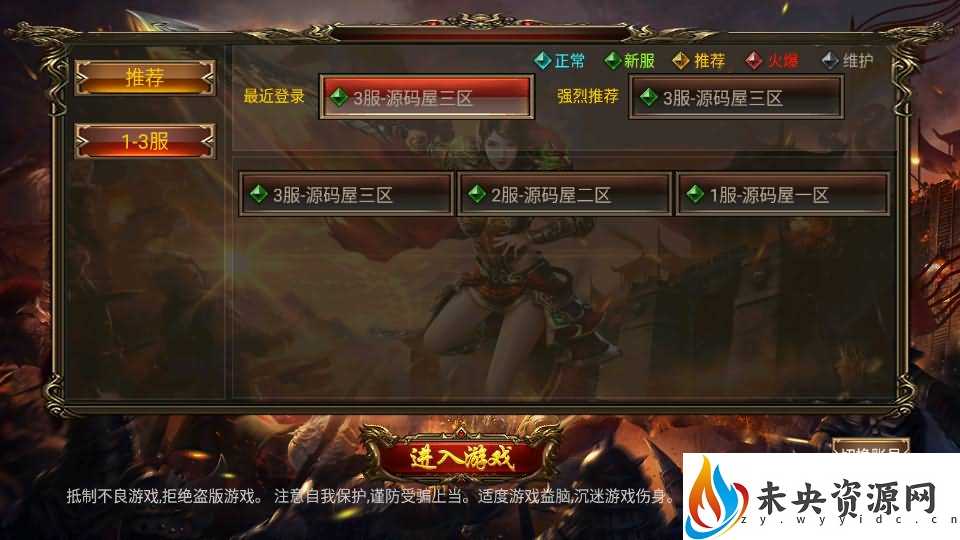 正常 新服 推荐 火爆 维护
推荐
最近登录 3服-源码屋三区 强烈推荐 3服-源码屋三区
1-3服
3服-源码屋三区 2服-源码屋二区 1服-源码屋一区
进入游戏
切换账号
抵制不良游戏,拒绝盗版游戏。 注意自我保护,谨防受骗上当。适度游戏益脑,沉迷游戏伤身。
未央资源网
zy.wyyidc.cn